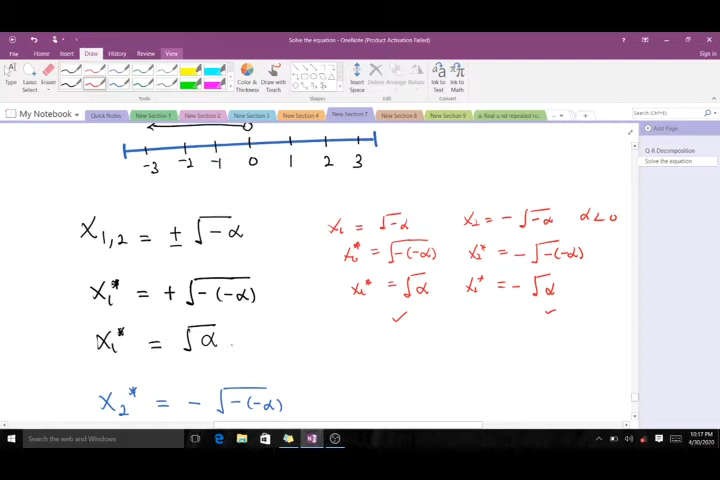 Solve the equation - OneNote (Product Activation Failed)
File Home Insert Draw History Review View
Type Lasso Select Eraser
Color & Thickness Draw with Touch
Insert Space Delete Arrange Rotate
Ink to Text Ink to Math
Tools Shapes Edit Convert
My Notebook Quick Notes New Section 1 New Section 2 New Section 3 New Section 4 New Section 7 New Section 8 New Section 9 a. Real and repeated ro
Search (Ctrl+E)
Add Page
Q-R Decomposition
Solve the equation
-3 -2 -1 0 1 2 3
X₁,₂ = ± √-α
X₁* = + √-(-α)
X₁* = √α .
X₂* = - √-(-α)
x₁ = √-α x₂ = - √-α α < 0
x₁* = √-(-α) x₂* = - √-(-α)
x₁* = √α x₂* = - √α
✓ ✓
Search Windows
10:17 PM
4/30/2020